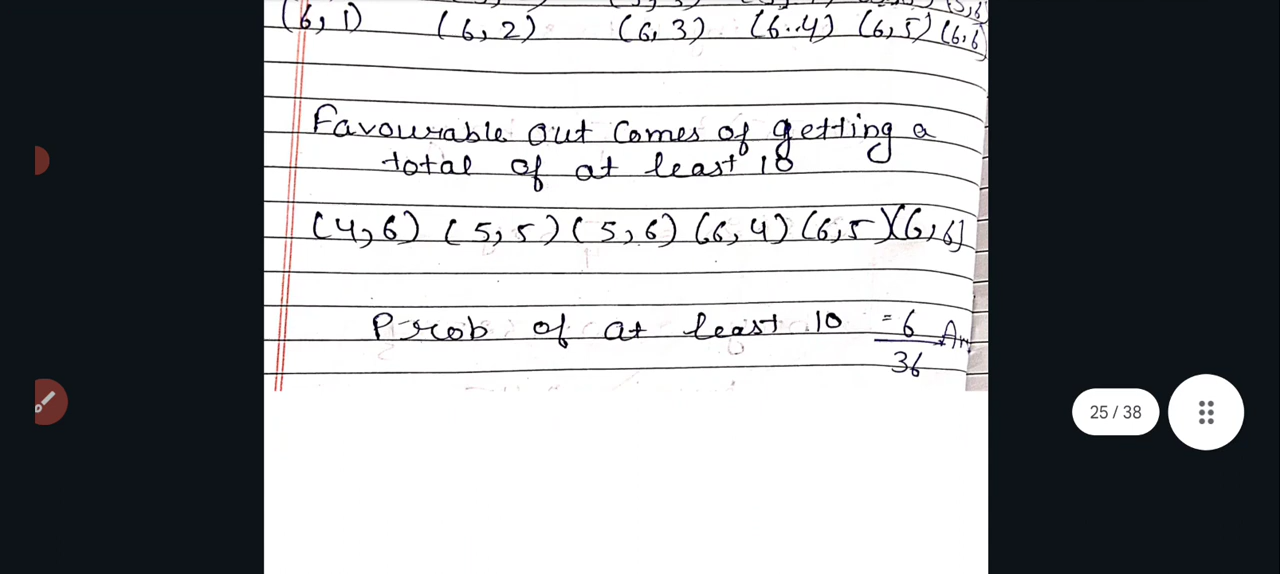 (6, 1) (6, 2) (6, 3) (6..4) (6, 5) (6, 6
Favourable Out Comes of getting a
total of at least 10
(4, 6) (5, 5) (5, 6) (6, 4) (6, 5)(6, 6)
Prob of at least 10 = 6/36
25 / 38